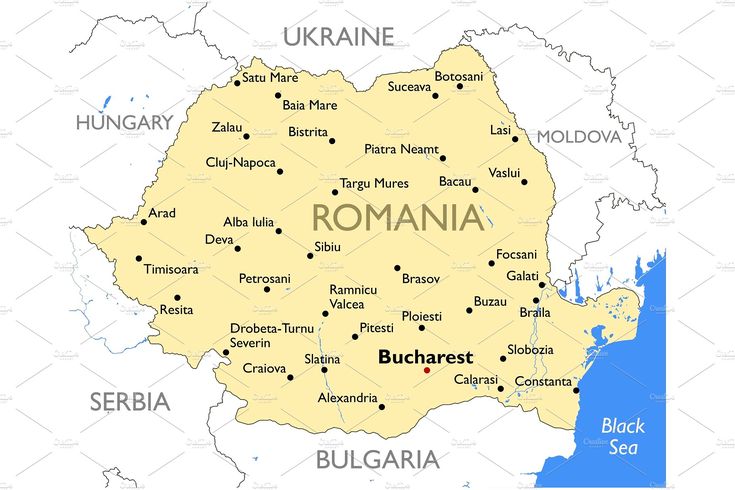 UKRAINE
Satu Mare
Botosani
Suceava
Baia Mare
HUNGARY
Zalau
Bistrita
Lasi
MOLDOVA
Piatra Neamt
Cluj-Napoca
Vaslui
Targu Mures
Bacau
Arad
Alba Iulia
ROMANIA
Deva
Sibiu
Focsani
Timisoara
Petrosani
Brasov
Galati
Ramnicu
Valcea
Resita
Buzau
Braila
Ploiesti
Drobeta-Turnu
Severin
Pitesti
Slobozia
Slatina
Bucharest
Craiova
Calarasi
Constanta
Alexandria
SERBIA
Black
Sea
BULGARIA